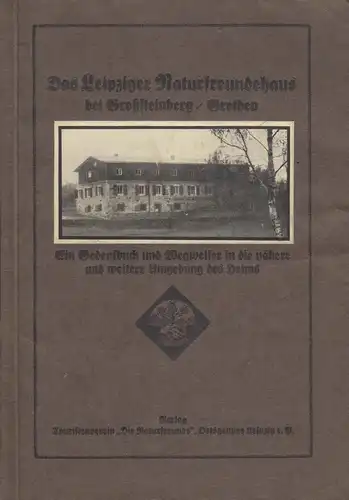 Das Leipziger Naturfreundehaus
bei Großsteinberg / Grethen
Ein Gedenkbuch und Wegweiser in die nähere
und weitere Umgebung des Heims
Verlag
Touristenverein „Die Naturfreunde“, Ortsgruppe Leipzig e. V.